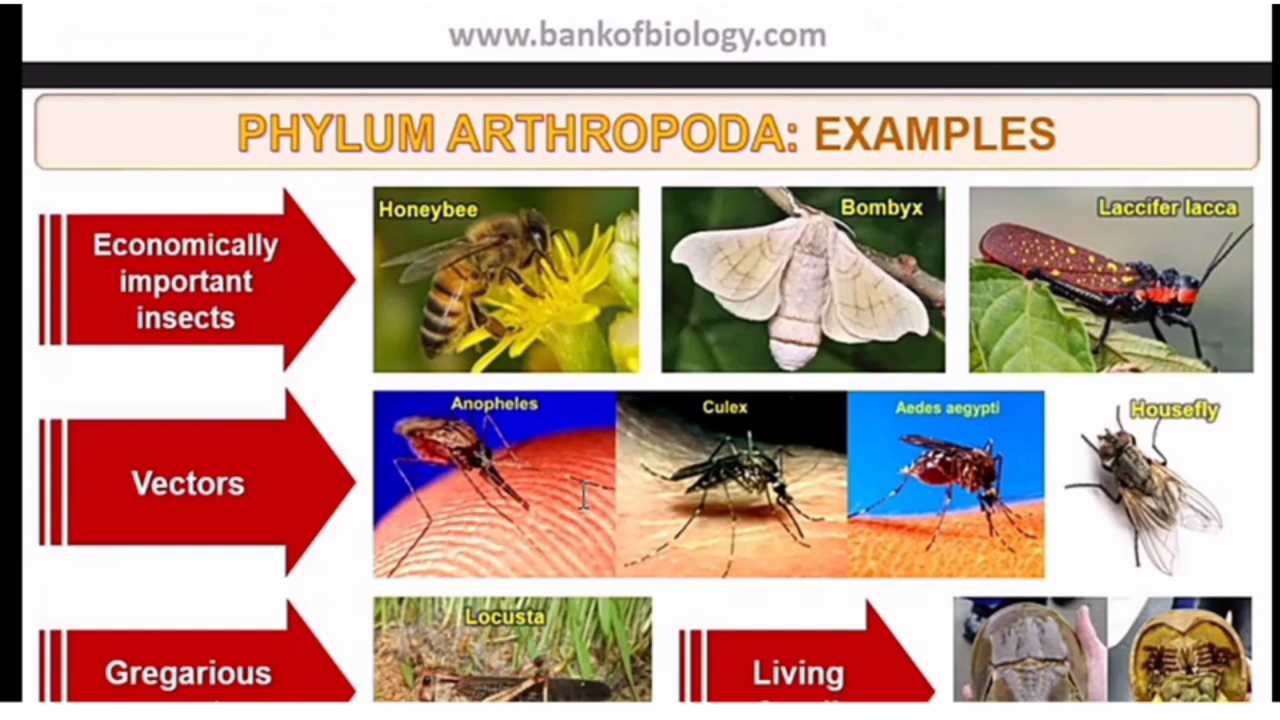 www.bankofbiology.com
PHYLUM ARTHROPODA: EXAMPLES
Economically
important
insects
Honeybee
Bombyx
Laccifer lacca
Vectors
Anopheles
Culex
Aedes aegypti
Housefly
Gregarious
Locusta
Living